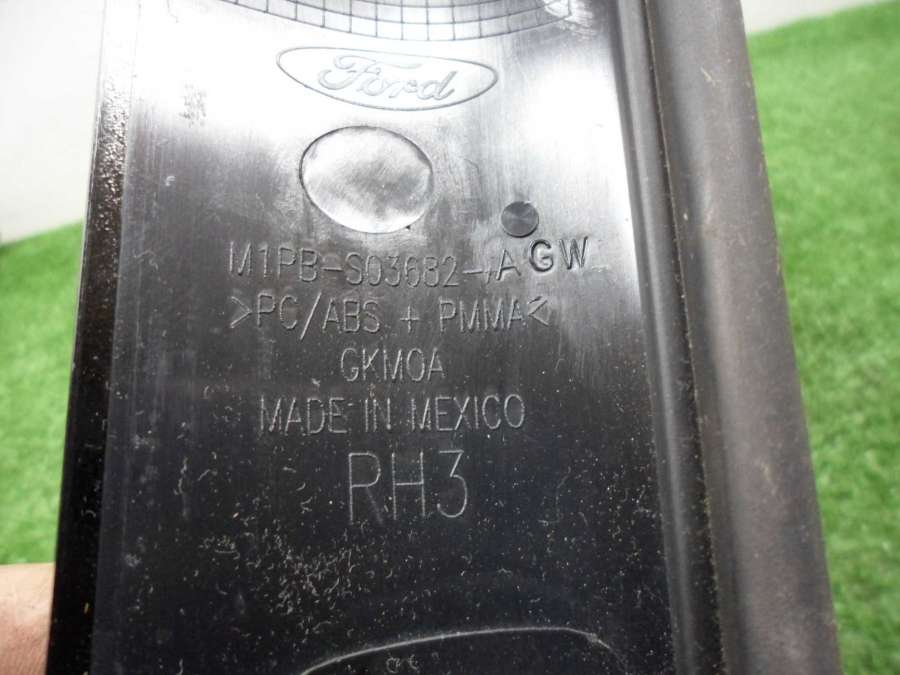 Ford
M1PB-S03682-AGW
>PC/ABS + PMMA<
GKMOA
MADE IN MEXICO
RH3